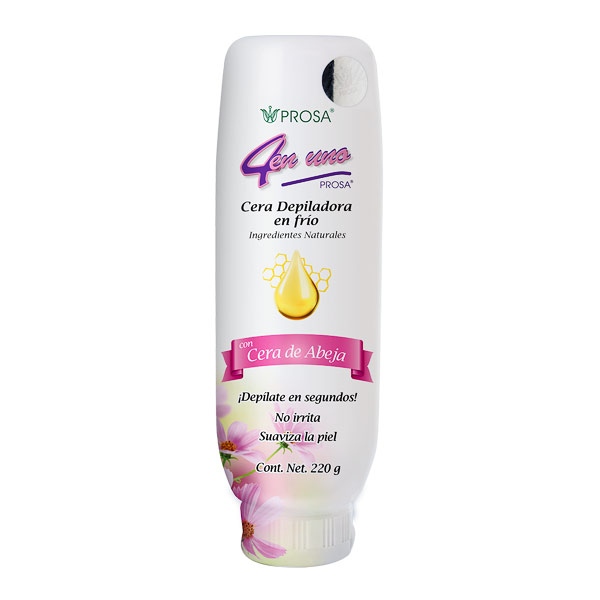 PROSA®
4en uno
PROSA®
Cera Depiladora
en frío
Ingredientes Naturales
con
Cera de Abeja
¡Depílate en segundos!
No irrita
Suaviza la piel
Cont. Net. 220 g